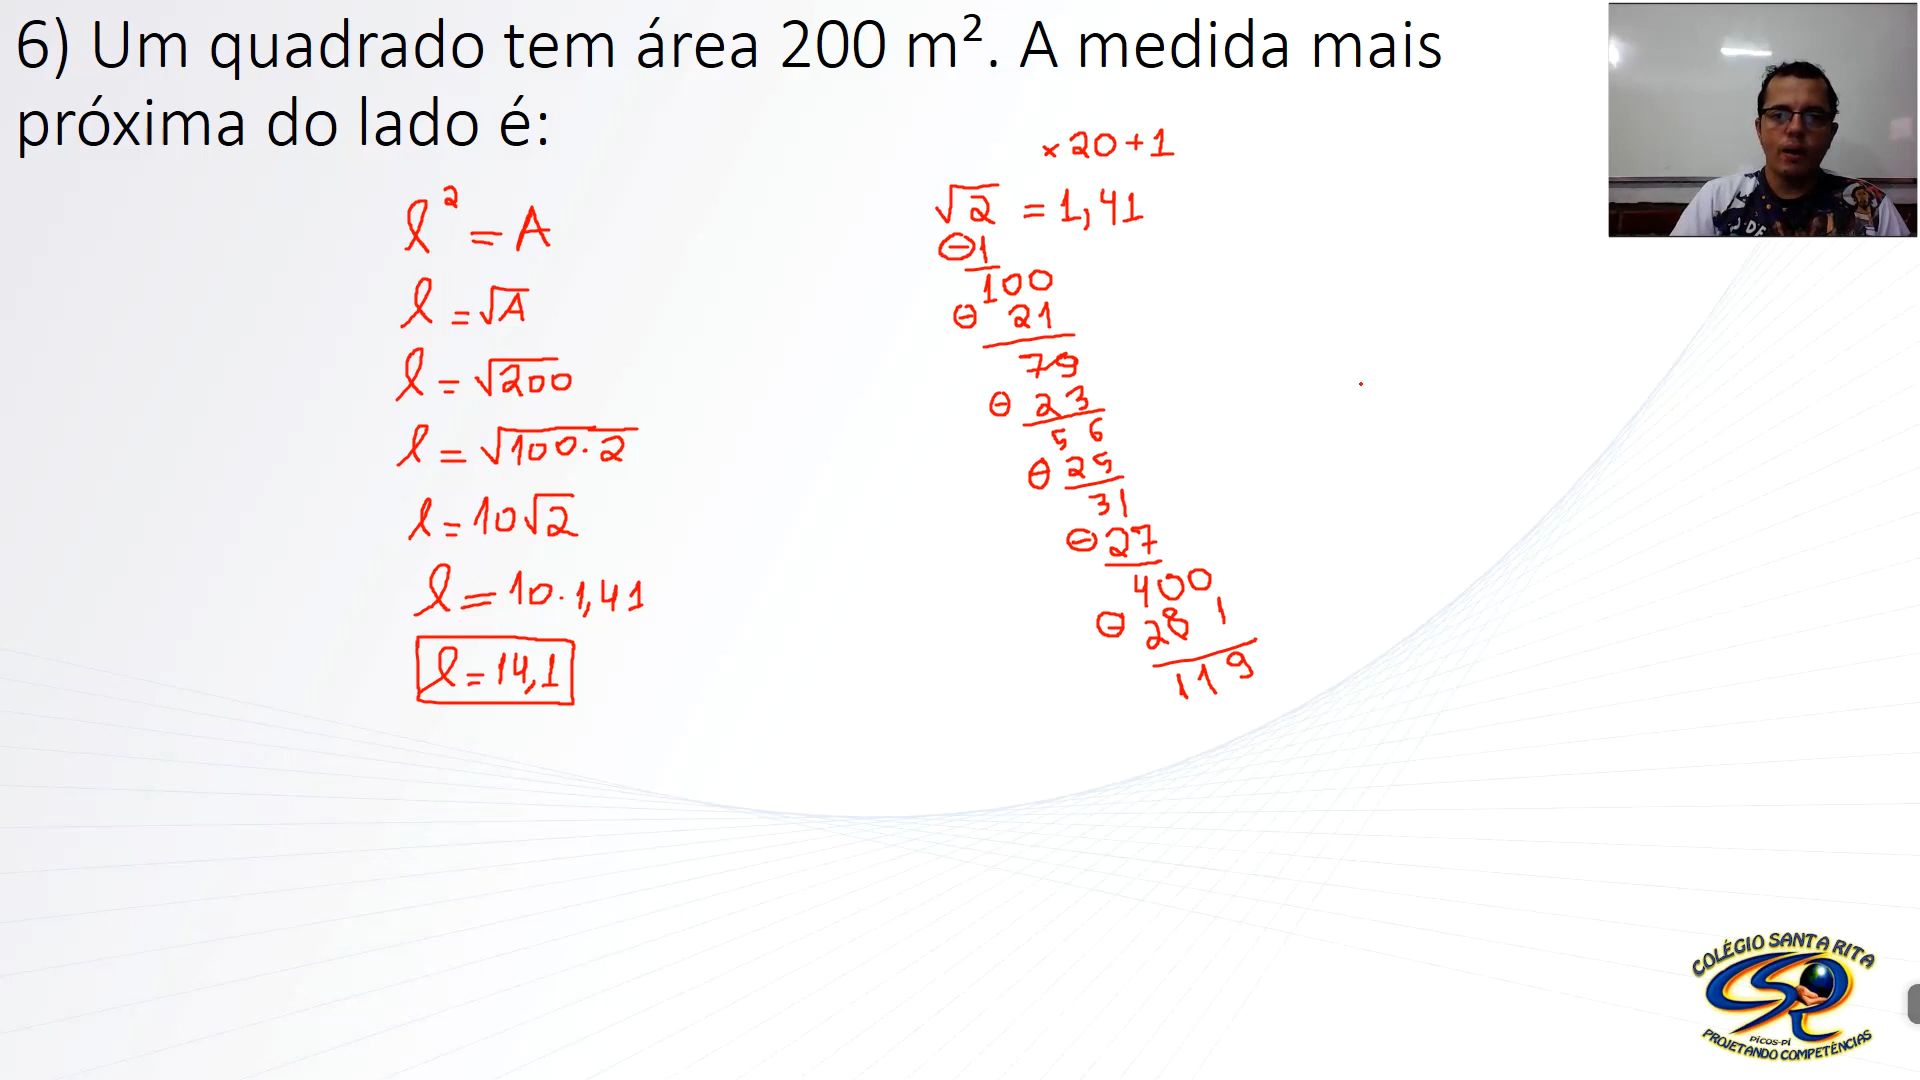 6) Um quadrado tem área 200 m². A medida mais
próxima do lado é:
l² = A
l = √A
l = √200
l = √100·2
l = 10√2
l = 10·1,41
l = 14,1
×20+1
√2 = 1,41
⊖1
100
⊖ 21
79
⊖ 23
56
⊖ 25
31
⊖ 27
400
⊖ 281
119
COLÉGIO SANTA RITA
PICOS-PI
PROJETANDO COMPETÊNCIAS